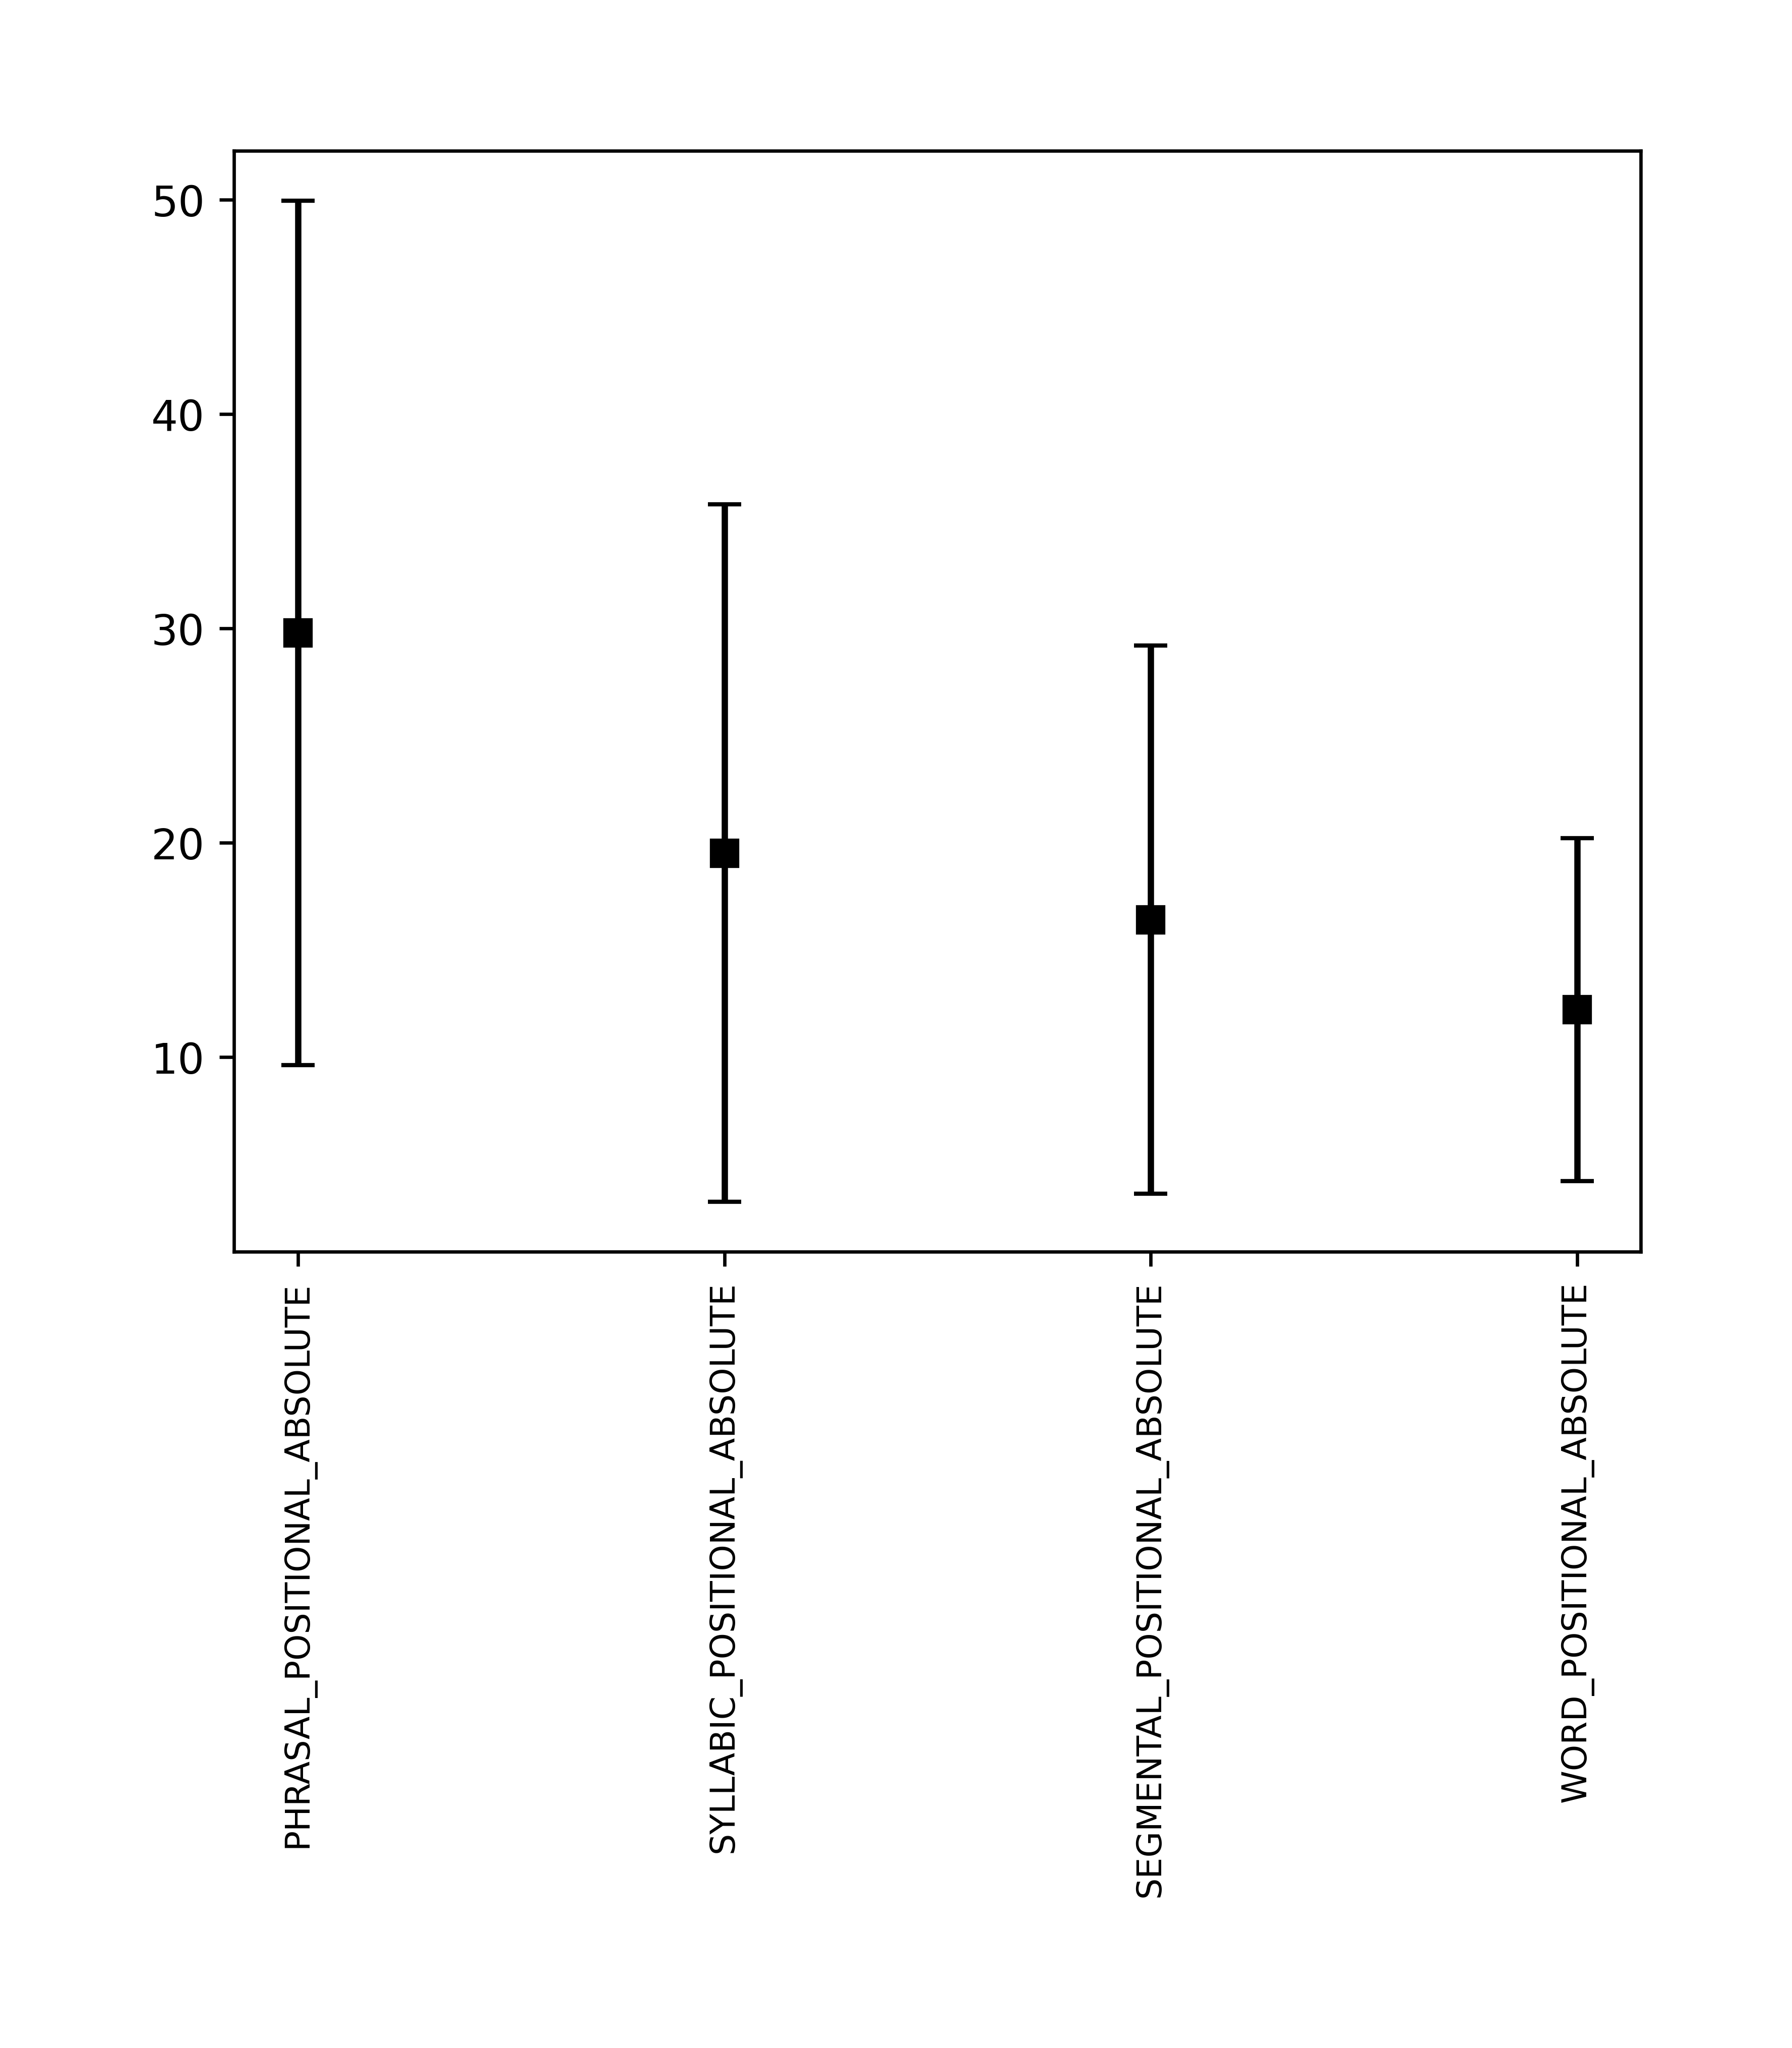 50
40
30
20
10
PHRASAL_POSITIONAL_ABSOLUTE
SYLLABIC_POSITIONAL_ABSOLUTE
SEGMENTAL_POSITIONAL_ABSOLUTE
WORD_POSITIONAL_ABSOLUTE